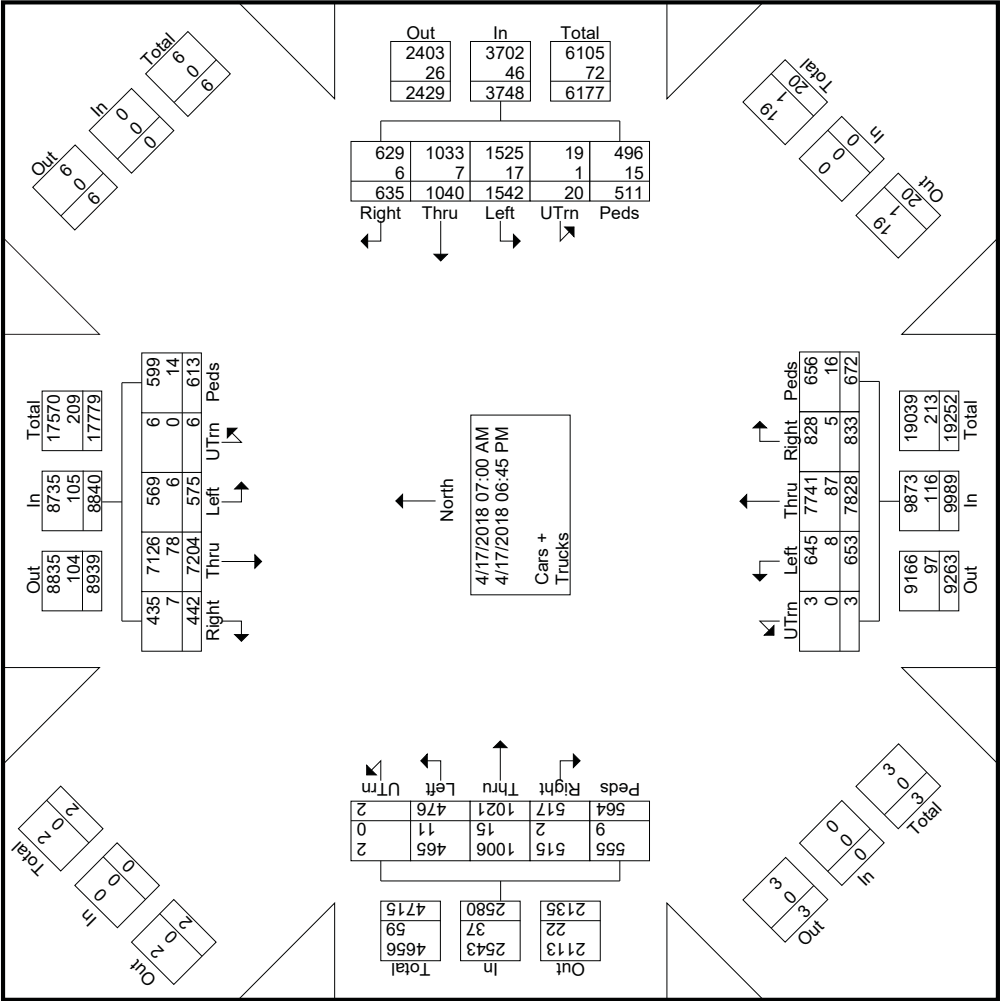 Out In Total
2403 3702 6105
26 46 72
2429 3748 6177
629 1033 1525 19 496
6 7 17 1 15
635 1040 1542 20 511
Right Thru Left UTrn Peds
Total
6
0
6
In
0
0
0
Out
6
0
6
Total
20
1
19
In
0
0
0
Out
20
1
19
Total
17570
209
17779
In
8735
105
8840
Out
8835
104
8939
599 14 613 Peds
6 0 6 UTrn
569 6 575 Left
7126 78 7204 Thru
435 7 442 Right
North
4/17/2018 07:00 AM
4/17/2018 06:45 PM
Cars +
Trucks
Peds 656 16 672
Right 828 5 833
Thru 7741 87 7828
Left 645 8 653
UTrn 3 0 3
19039
213
19252
Total
9873
116
9989
In
9166
97
9263
Out
UTrn Left Thru Right Peds
2 476 1021 517 564
0 11 15 2 9
2 465 1006 515 555
4715 2580 2135
59 37 22
4656 2543 2113
Total In Out
2
0
2
Total
0
0
0
In
2
0
2
Out
3
0
3
Total
0
0
0
In
3
0
3
Out